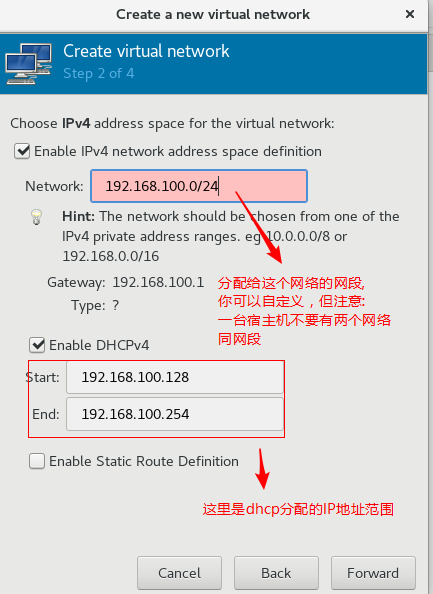 Create a new virtual network
Create virtual network
Step 2 of 4
Choose IPv4 address space for the virtual network:
Enable IPv4 network address space definition
Network: 192.168.100.0/24
Hint: The network should be chosen from one of the
IPv4 private address ranges. eg 10.0.0.0/8 or
192.168.0.0/16
Gateway: 192.168.100.1
Type: ?
分配给这个网络的网段,
你可以自定义，但注意:
一台宿主机不要有两个网络
同网段
Enable DHCPv4
Start: 192.168.100.128
End: 192.168.100.254
Enable Static Route Definition
这里是dhcp分配的IP地址范围
Cancel
Back
Forward